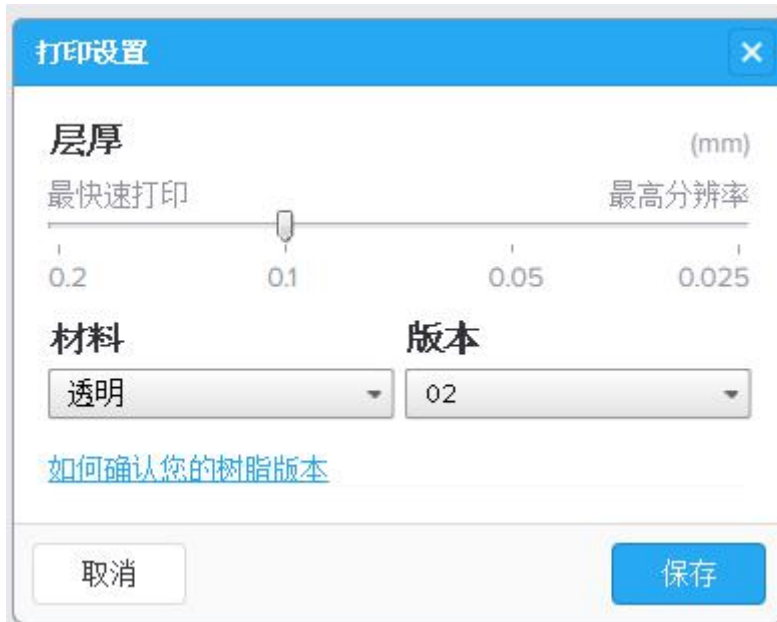 打印设置
层厚 (mm)
最快速打印 最高分辨率
0.2 0.1 0.05 0.025
材料 版本
透明 02
如何确认您的树脂版本
取消 保存